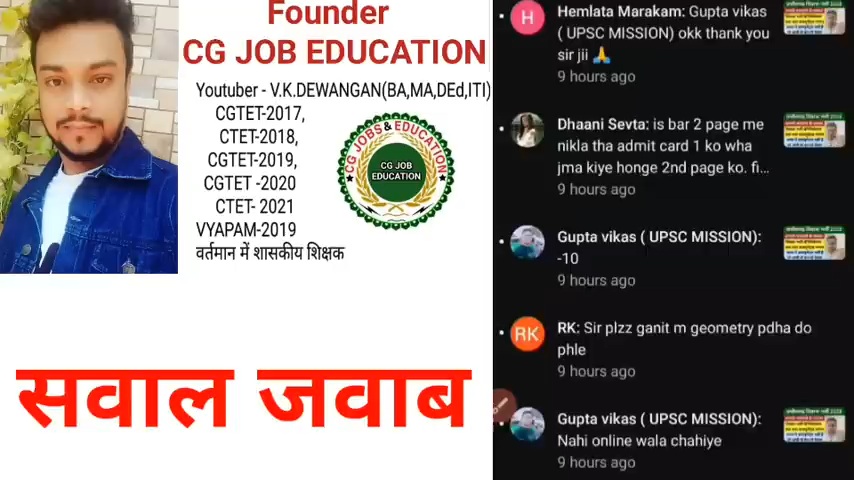 Founder
CG JOB EDUCATION
Youtuber - V.K.DEWANGAN(BA,MA,DEd,ITI)
CGTET-2017,
CTET-2018,
CGTET-2019,
CGTET -2020
CTET- 2021
VYAPAM-2019
वर्तमान में शासकीय शिक्षक
CG JOBS & EDUCATION
CG JOB
EDUCATION
सवाल जवाब
H
Hemlata Marakam: Gupta vikas
( UPSC MISSION) okk thank you
sir jii 🙏
9 hours ago
Dhaani Sevta: is bar 2 page me
nikla tha admit card 1 ko wha
jma kiye honge 2nd page ko. fi...
9 hours ago
Gupta vikas ( UPSC MISSION):
-10
9 hours ago
RK
RK: Sir plzz ganit m geometry pdha do
phle
9 hours ago
Gupta vikas ( UPSC MISSION):
Nahi online wala chahiye
9 hours ago